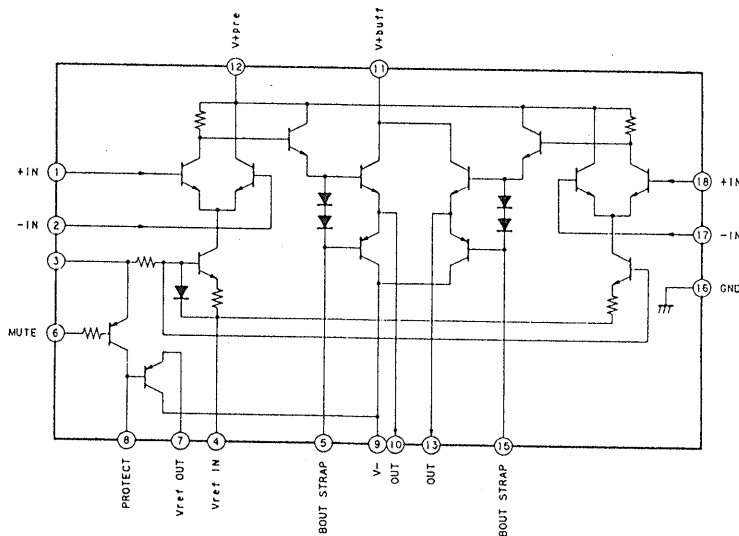 V+pre
V+buff
12
11
+IN
1
18
+IN
-IN
2
17
-IN
3
16
GND
MUTE
6
8
7
4
5
9
10
13
15
PROTECT
Vref OUT
Vref IN
BOUT STRAP
V-
OUT
OUT
BOUT STRAP